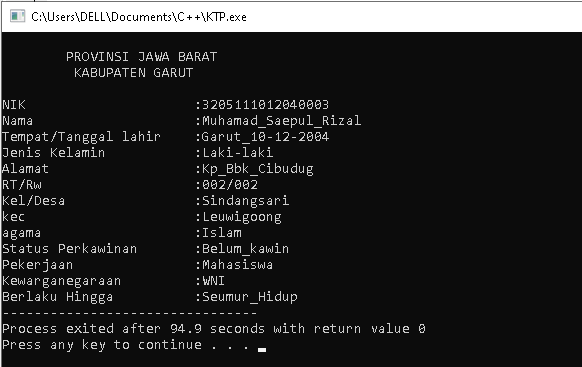 C:\Users\DELL\Documents\C++\KTP.exe
PROVINSI JAWA BARAT
KABUPATEN GARUT
NIK :3205111012040003
Nama :Muhamad_Saepul_Rizal
Tempat/Tanggal lahir :Garut_10-12-2004
Jenis Kelamin :Laki-laki
Alamat :Kp_Bbk_Cibudug
RT/Rw :002/002
Kel/Desa :Sindangsari
kec :Leuwigoong
agama :Islam
Status Perkawinan :Belum_kawin
Pekerjaan :Mahasiswa
Kewarganegaraan :WNI
Berlaku Hingga :Seumur_Hidup
--------------------------------
Process exited after 94.9 seconds with return value 0
Press any key to continue . . .